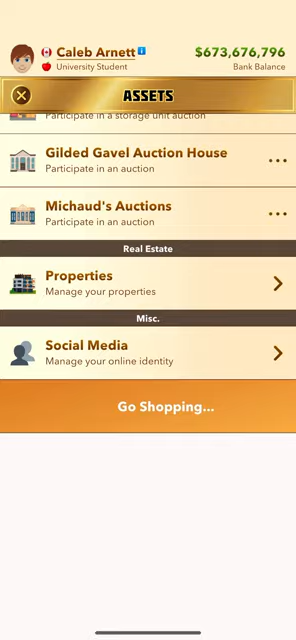 Caleb Arnett
$673,676,796
University Student
Bank Balance
ASSETS
Participate in a storage unit auction
Gilded Gavel Auction House
Participate in an auction
Michaud's Auctions
Participate in an auction
Real Estate
Properties
Manage your properties
Misc.
Social Media
Manage your online identity
Go Shopping...